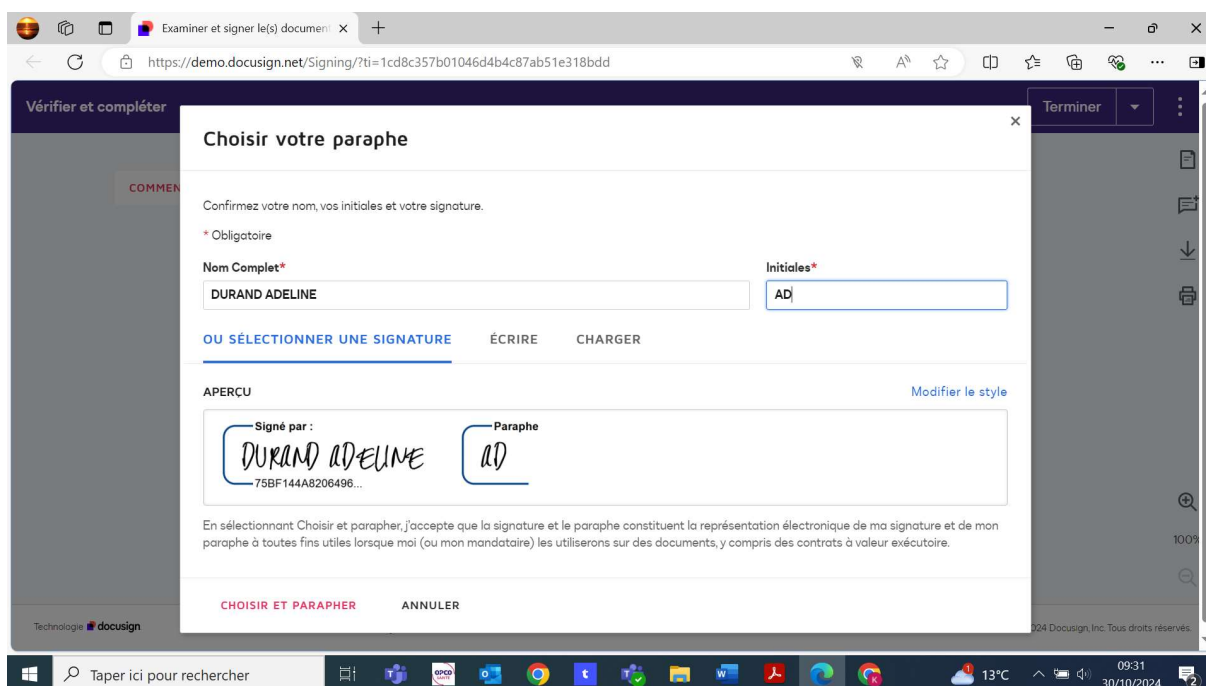 Examiner et signer le(s) document
https://demo.docusign.net/Signing/?ti=1cd8c357b01046d4b4c87ab51e318bdd
Vérifier et compléter
Terminer
COMMEN
Choisir votre paraphe
Confirmez votre nom, vos initiales et votre signature.
* Obligatoire
Nom Complet* Initiales*
DURAND ADELINE AD
OU SÉLECTIONNER UNE SIGNATURE ÉCRIRE CHARGER
APERÇU Modifier le style
Signé par : Paraphe
DURAND ADELINE AD
75BF144A8206496...
En sélectionnant Choisir et parapher, j'accepte que la signature et le paraphe constituent la représentation électronique de ma signature et de mon
paraphe à toutes fins utiles lorsque moi (ou mon mandataire) les utiliserons sur des documents, y compris des contrats à valeur exécutoire.
100%
CHOISIR ET PARAPHER ANNULER
Technologie docusign
024 Docusign, Inc. Tous droits réservés.
Taper ici pour rechercher
OPCO
SANTÉ
13°C
09:31
30/10/2024